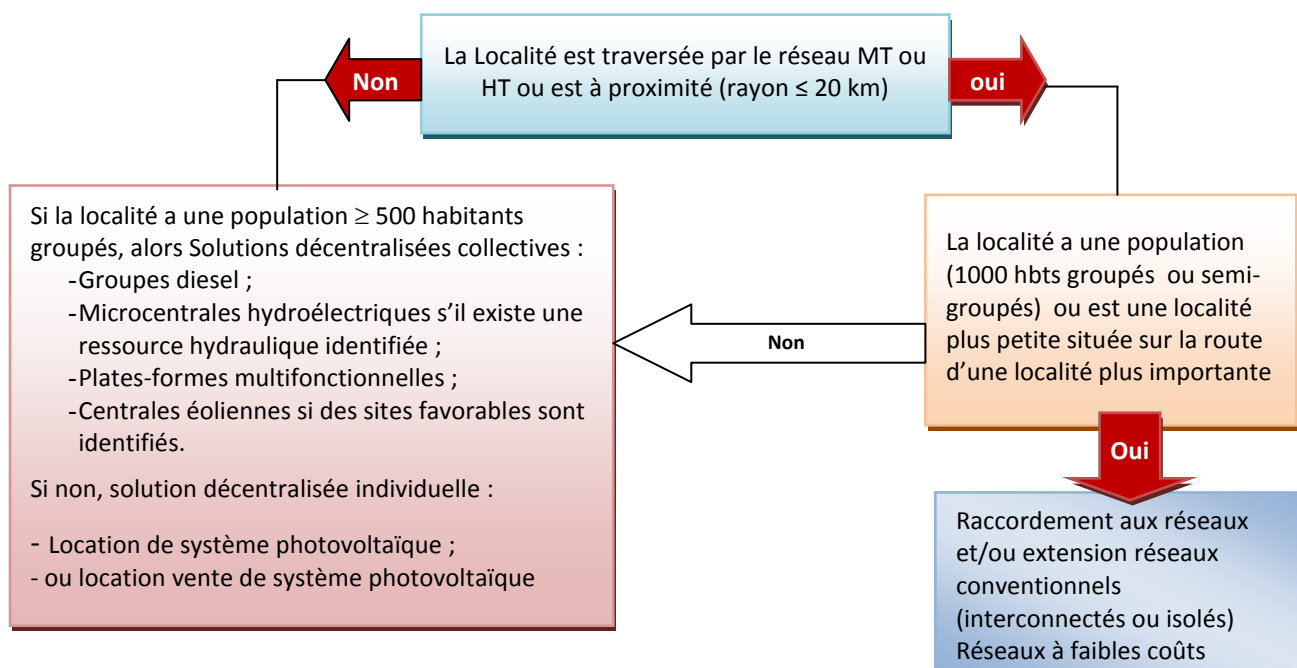 La Localité est traversée par le réseau MT ou
HT ou est à proximité (rayon ≤ 20 km)
Non
oui
Si la localité a une population ≥ 500 habitants
groupés, alors Solutions décentralisées collectives :
-Groupes diesel ;
-Microcentrales hydroélectriques s’il existe une
ressource hydraulique identifiée ;
-Plates-formes multifonctionnelles ;
-Centrales éoliennes si des sites favorables sont
identifiés.
Si non, solution décentralisée individuelle :
- Location de système photovoltaïque ;
- ou location vente de système photovoltaïque
Non
La localité a une population
(1000 hbts groupés ou semi-
groupés) ou est une localité
plus petite située sur la route
d’une localité plus importante
Oui
Raccordement aux réseaux
et/ou extension réseaux
conventionnels
(interconnectés ou isolés)
Réseaux à faibles coûts